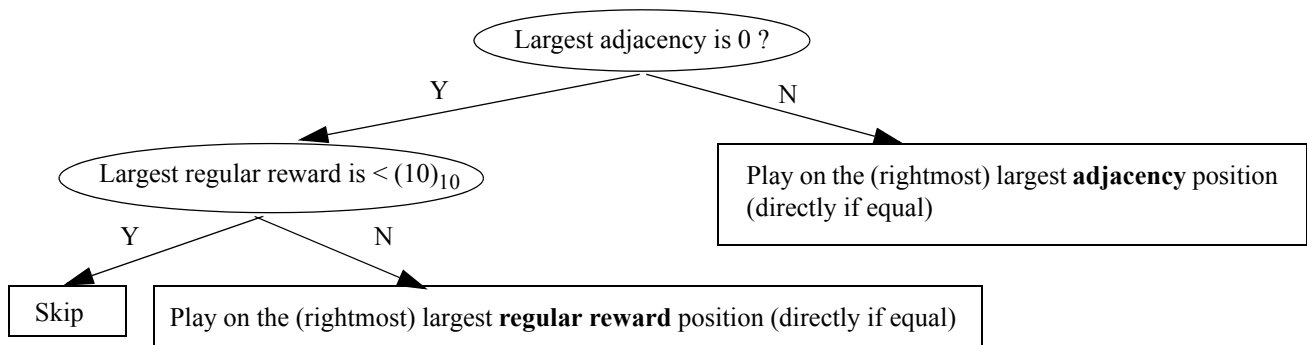 Largest adjacency is 0 ?
Y
N
Largest regular reward is < (10)₁₀
Play on the (rightmost) largest adjacency position
(directly if equal)
Y
N
Skip
Play on the (rightmost) largest regular reward position (directly if equal)